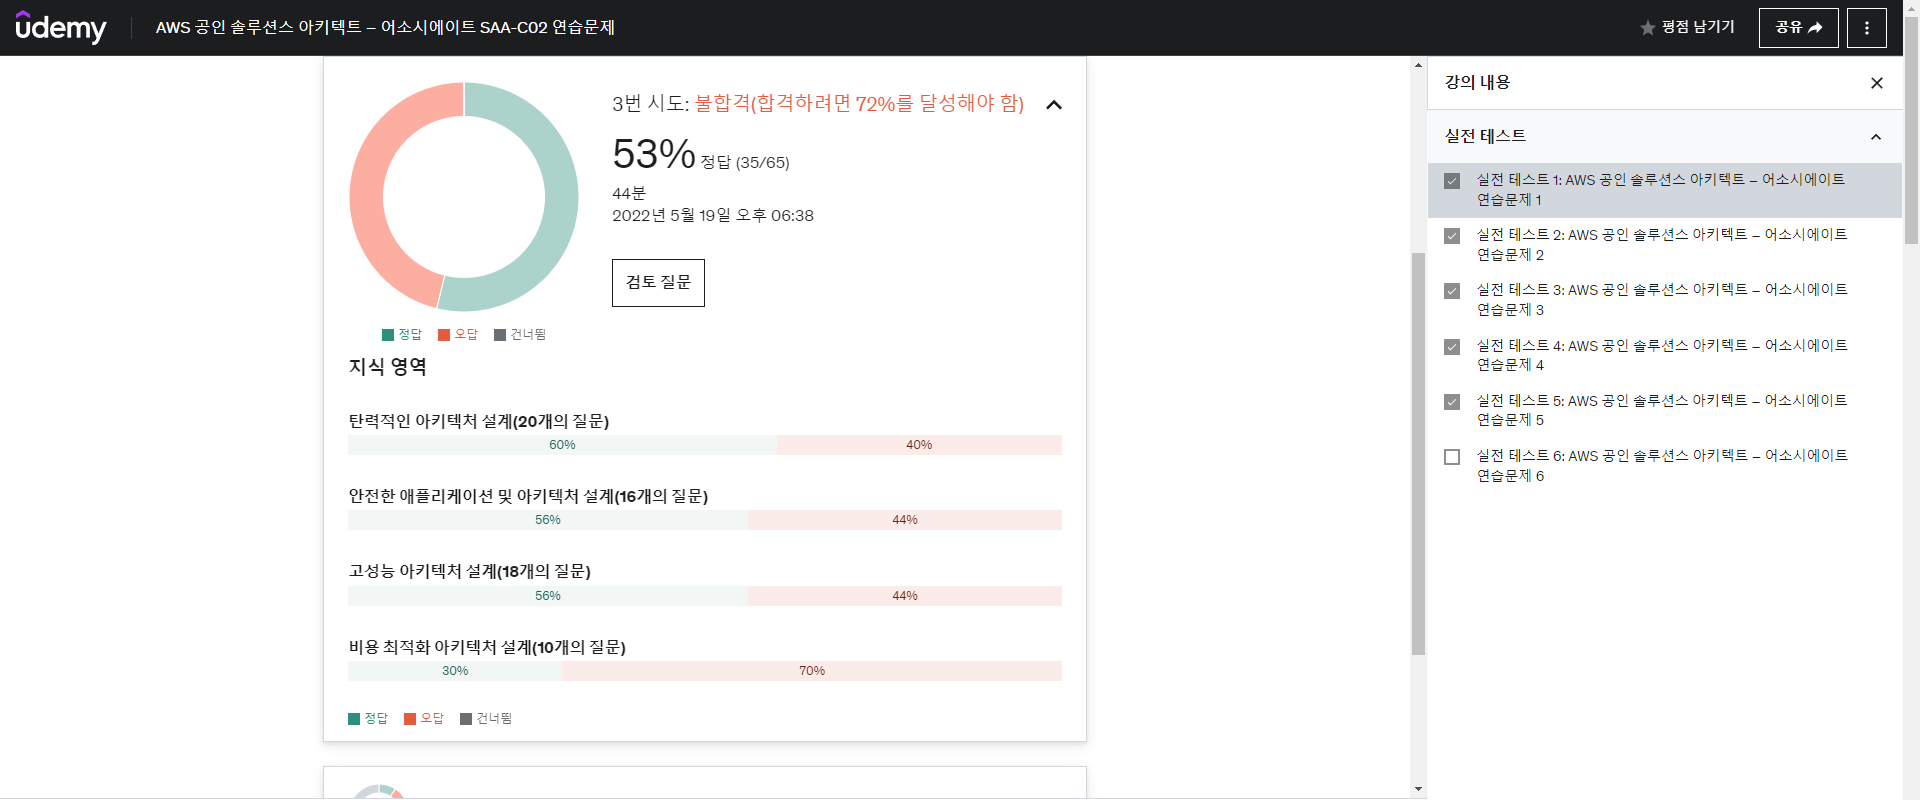 udemy
AWS 공인 솔루션스 아키텍트 – 어소시에이트 SAA-C02 연습문제
평점 남기기
공유
3번 시도: 불합격(합격하려면 72%를 달성해야 함)
53% 정답 (35/65)
44분
2022년 5월 19일 오후 06:38
검토 질문
정답 오답 건너뜀
지식 영역
탄력적인 아키텍처 설계(20개의 질문)
60% 40%
안전한 애플리케이션 및 아키텍처 설계(16개의 질문)
56% 44%
고성능 아키텍처 설계(18개의 질문)
56% 44%
비용 최적화 아키텍처 설계(10개의 질문)
30% 70%
정답 오답 건너뜀
강의 내용
실전 테스트
실전 테스트 1: AWS 공인 솔루션스 아키텍트 – 어소시에이트
연습문제 1
실전 테스트 2: AWS 공인 솔루션스 아키텍트 – 어소시에이트
연습문제 2
실전 테스트 3: AWS 공인 솔루션스 아키텍트 – 어소시에이트
연습문제 3
실전 테스트 4: AWS 공인 솔루션스 아키텍트 – 어소시에이트
연습문제 4
실전 테스트 5: AWS 공인 솔루션스 아키텍트 – 어소시에이트
연습문제 5
실전 테스트 6: AWS 공인 솔루션스 아키텍트 – 어소시에이트
연습문제 6